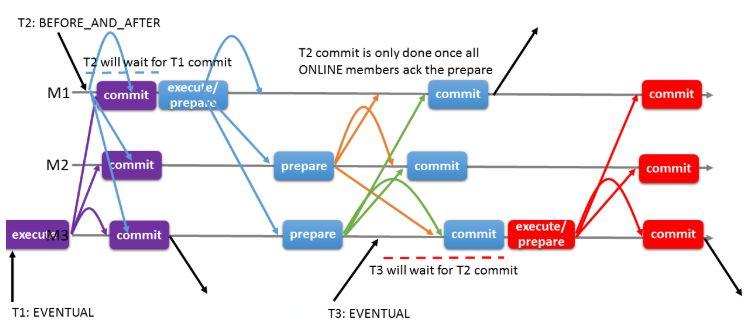 T2: BEFORE_AND_AFTER
T2 will wait for T1 commit
T2 commit is only done once all
ONLINE members ack the prepare
M1
commit
execute/
prepare
commit
commit
M2
commit
prepare
commit
commit
execute
M3
commit
prepare
commit
execute/
prepare
commit
T3 will wait for T2 commit
T1: EVENTUAL
T3: EVENTUAL